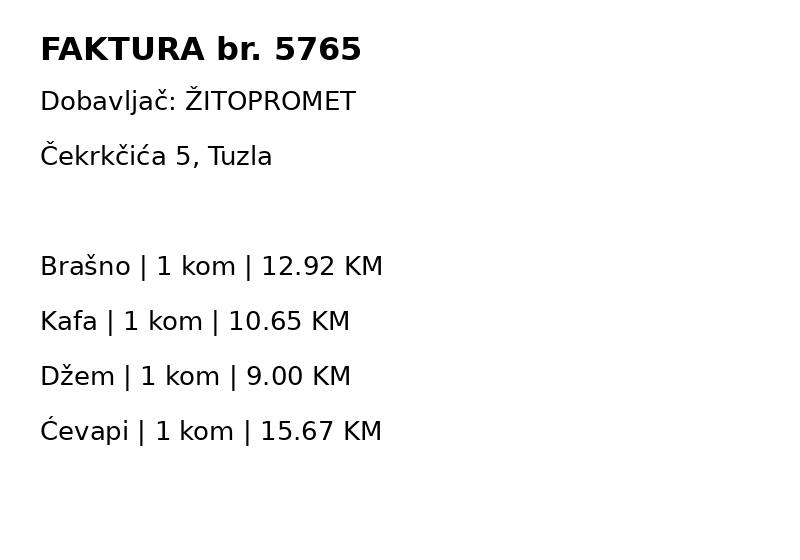 FAKTURA br. 5765
Dobavljač: ŽITOPROMET
Čekrkčića 5, Tuzla
Brašno | 1 kom | 12.92 KM
Kafa | 1 kom | 10.65 KM
Džem | 1 kom | 9.00 KM
Ćevapi | 1 kom | 15.67 KM